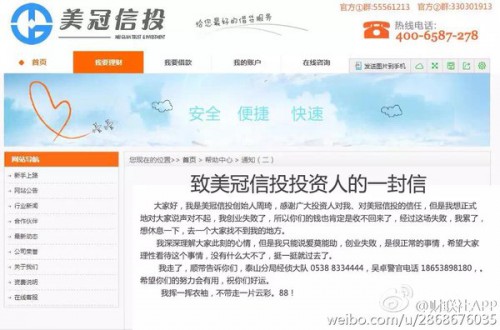 美冠信投
MEI GUAN TRUST & INVESTMENT
给您最好的信誉服务
官方①群:55561213 官方②群:330301913
热线电话:
400-6587-278
首页 我要理财 我要借款 我的账户 在线咨询 发送图片到手机
安全 便捷 快速
网站导航
新手上路
网站公告
行业新闻
合作伙伴
最新动态
公司荣誉
关于我们
资费说明
在线客服
您现在的位置>> 首页 > 帮助中心 > 通知（二）
致美冠信投投资人的一封信
大家好，我是美冠信投创始人周琦，感谢广大投资人对我、对美冠信投的信任，但是我想正式
地对大家说声对不起，我创业失败了，所以你们的钱也肯定是收不回来了，经过这场失败，我累了，
想休息一下，去一个大家找不到我的地方。
我深深理解大家此刻的心情，但是我只能说爱莫能助，创业失败，是很正常的事情，希望大家
理性看待这个事情，没有什么大不了，挺一挺就过去了。
我走了，顺带告诉你们，泰山分局经侦大队 0538 8334444，吴卓警官电话 18653898180，。
希望你们的努力会有用，祝你们好运。
我挥一挥衣袖，不带走一片云彩。88！
@财联社APP
weibo.com/u/2868676035